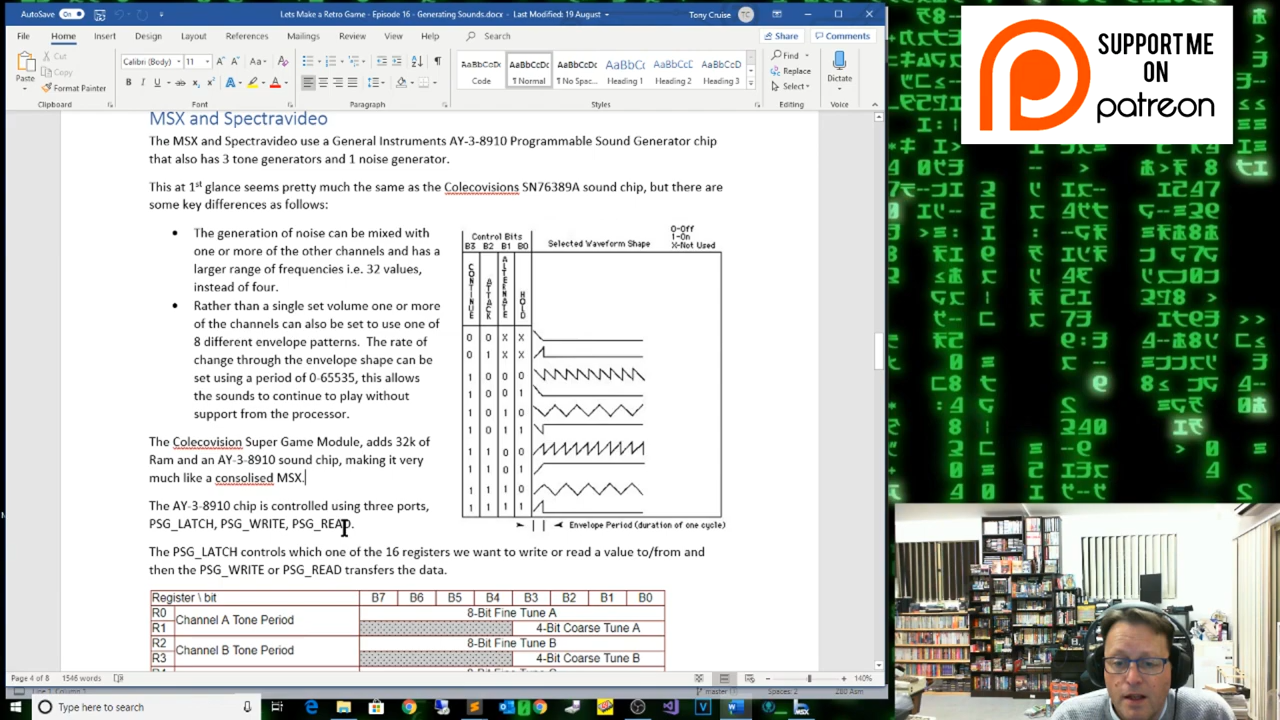 AutoSave On
Lets Make a Retro Game - Episode 16 - Generating Sounds.docx - Last Modified: 19 August
Tony Cruise TC
File Home Insert Draw Design Layout References Mailings Review View Help Search Share Comments
Paste
Cut
Copy
Format Painter
Clipboard
Calibri (Body) 11
Font
Paragraph
AaBbCcDc AaBbCcDc AaBbCcDc AaBbC( AaBbCcC AaBbCcD
Code ¶ Normal ¶ No Spac... Heading 1 Heading 2 Heading 3
Styles
Find
Replace
Select
Editing
Dictate
Voice
SUPPORT ME
ON
patreon
MSX and Spectravideo
The MSX and Spectravideo use a General Instruments AY-3-8910 Programmable Sound Generator chip
that also has 3 tone generators and 1 noise generator.
This at 1st glance seems pretty much the same as the Colecovisions SN76389A sound chip, but there are
some key differences as follows:
• The generation of noise can be mixed with
one or more of the other channels and has a
larger range of frequencies i.e. 32 values,
instead of four.
• Rather than a single set volume one or more
of the channels can also be set to use one of
8 different envelope patterns. The rate of
change through the envelope shape can be
set using a period of 0-65535, this allows
the sounds to continue to play without
support from the processor.
Control Bits
B3 B2 B1 B0
Selected Waveform Shape
0-Off
1-On
X-Not Used
CONTINUE ATTACK ALTERNATE HOLD
0 0 X X
0 1 X X
1 0 0 0
1 0 0 1
1 0 1 0
1 0 1 1
1 1 0 0
1 1 0 1
1 1 1 0
1 1 1 1
Envelope Period (duration of one cycle)
The Colecovision Super Game Module, adds 32k of
Ram and an AY-3-8910 sound chip, making it very
much like a consolised MSX.
The AY-3-8910 chip is controlled using three ports,
PSG_LATCH, PSG_WRITE, PSG_READ.
The PSG_LATCH controls which one of the 16 registers we want to write or read a value to/from and
then the PSG_WRITE or PSG_READ transfers the data.
Register \ bit B7 B6 B5 B4 B3 B2 B1 B0
R0 Channel A Tone Period 8-Bit Fine Tune A
R1 4-Bit Coarse Tune A
R2 Channel B Tone Period 8-Bit Fine Tune B
R3 4-Bit Coarse Tune B
Page 4 of 8 1546 words 140%
Line 1, Column 1 master Spaces: 2 Z80 Asm
Type here to search